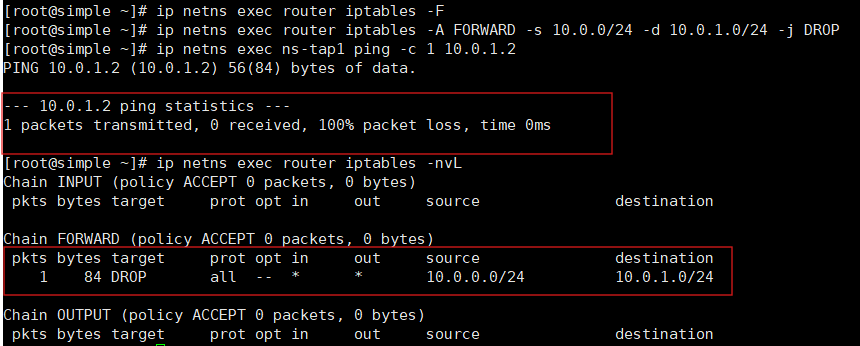 [root@simple ~]# ip netns exec router iptables -F
[root@simple ~]# ip netns exec router iptables -A FORWARD -s 10.0.0/24 -d 10.0.1.0/24 -j DROP
[root@simple ~]# ip netns exec ns-tap1 ping -c 1 10.0.1.2
PING 10.0.1.2 (10.0.1.2) 56(84) bytes of data.
--- 10.0.1.2 ping statistics ---
1 packets transmitted, 0 received, 100% packet loss, time 0ms
[root@simple ~]# ip netns exec router iptables -nvL
Chain INPUT (policy ACCEPT 0 packets, 0 bytes)
pkts bytes target prot opt in out source destination
Chain FORWARD (policy ACCEPT 0 packets, 0 bytes)
pkts bytes target prot opt in out source destination
1 84 DROP all -- * * 10.0.0.0/24 10.0.1.0/24
Chain OUTPUT (policy ACCEPT 0 packets, 0 bytes)
pkts bytes target prot opt in out source destination